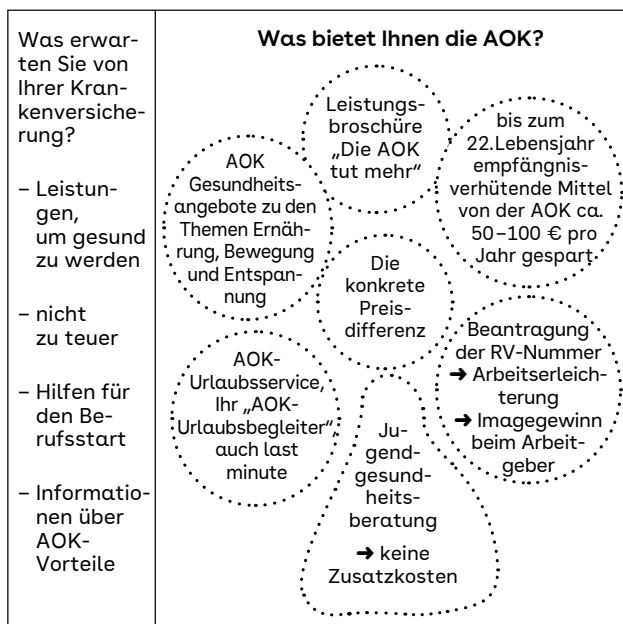 Was erwar-
ten Sie von
Ihrer Kran-
kenversiche-
rung?
– Leistun-
gen,
um gesund
zu werden
– nicht
zu teuer
– Hilfen für
den Be-
rufsstart
– Informatio-
nen über
AOK-
Vorteile
Was bietet Ihnen die AOK?
Leistungs-
broschüre
„Die AOK
tut mehr“
bis zum
22.Lebensjahr
empfängnis-
verhütende Mittel
von der AOK ca.
50–100 € pro
Jahr gespart
AOK
Gesundheits-
angebote zu den
Themen Ernäh-
rung, Bewegung
und Entspan-
nung
Die
konkrete
Preis-
differenz
Beantragung
der RV-Nummer
➜ Arbeitserleich-
terung
➜ Imagegewinn
beim Arbeit-
geber
AOK-
Urlaubsservice,
Ihr „AOK-
Urlaubsbegleiter“,
auch last
minute
Ju-
gend-
gesund-
heits-
beratung
➜ keine
Zusatzkosten